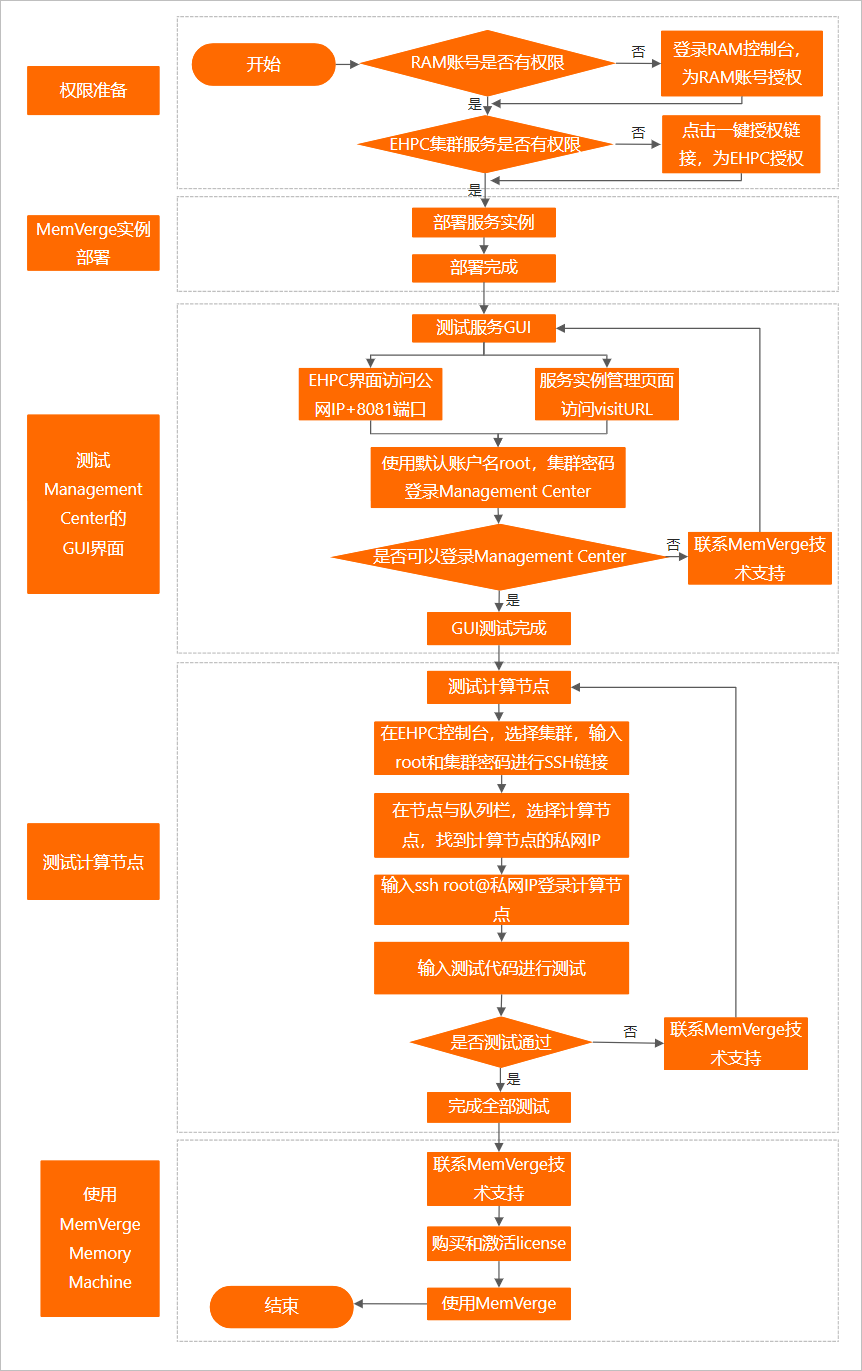 权限准备
开始
RAM账号是否有权限
否
登录RAM控制台，
为RAM账号授权
是
EHPC集群服务是否有权限
否
点击一键授权链
接，为EHPC授权
是
MemVerge实例
部署
部署服务实例
部署完成
测试
Management
Center的
GUI界面
测试服务GUI
EHPC界面访问公
网IP+8081端口
服务实例管理页面
访问visitURL
使用默认账户名root，集群密码
登录Management Center
是否可以登录Management Center
否
联系MemVerge技
术支持
是
GUI测试完成
测试计算节点
测试计算节点
在EHPC控制台，选择集群，输入
root和集群密码进行SSH链接
在节点与队列栏，选择计算节
点，找到计算节点的私网IP
输入ssh root@私网IP登录计算节
点
输入测试代码进行测试
是否测试通过
否
联系MemVerge技
术支持
是
完成全部测试
使用
MemVerge
Memory
Machine
联系MemVerge技
术支持
购买和激活license
使用MemVerge
结束